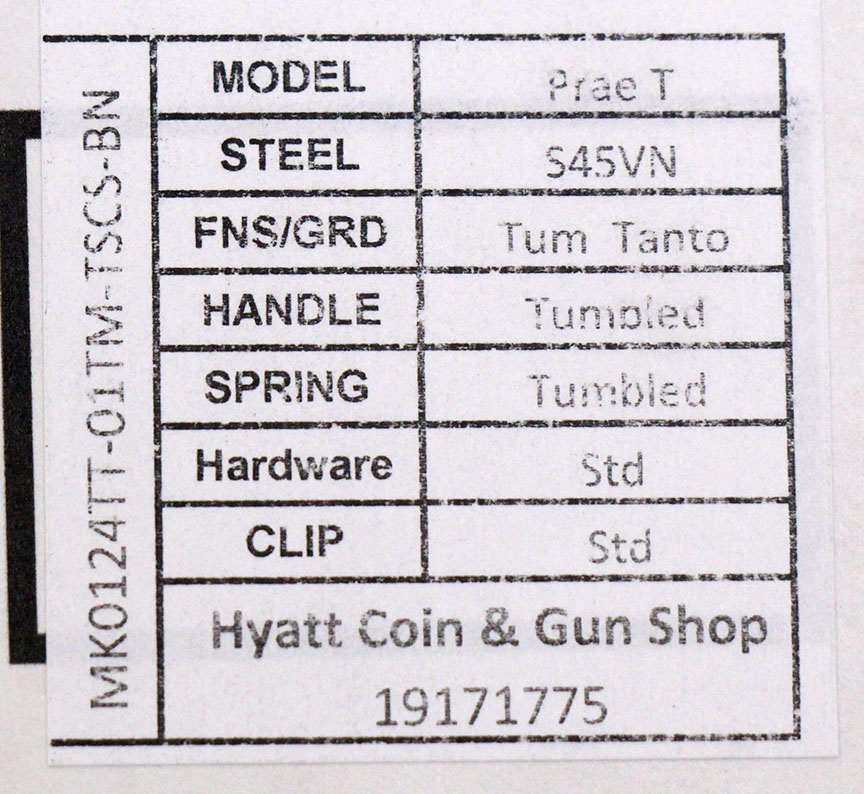 MK0124TT-01TM-TSCS-BN
MODEL Prae T
STEEL S45VN
FNS/GRD Tum Tanto
HANDLE Tumbled
SPRING Tumbled
Hardware Std
CLIP Std
Hyatt Coin & Gun Shop
19171775